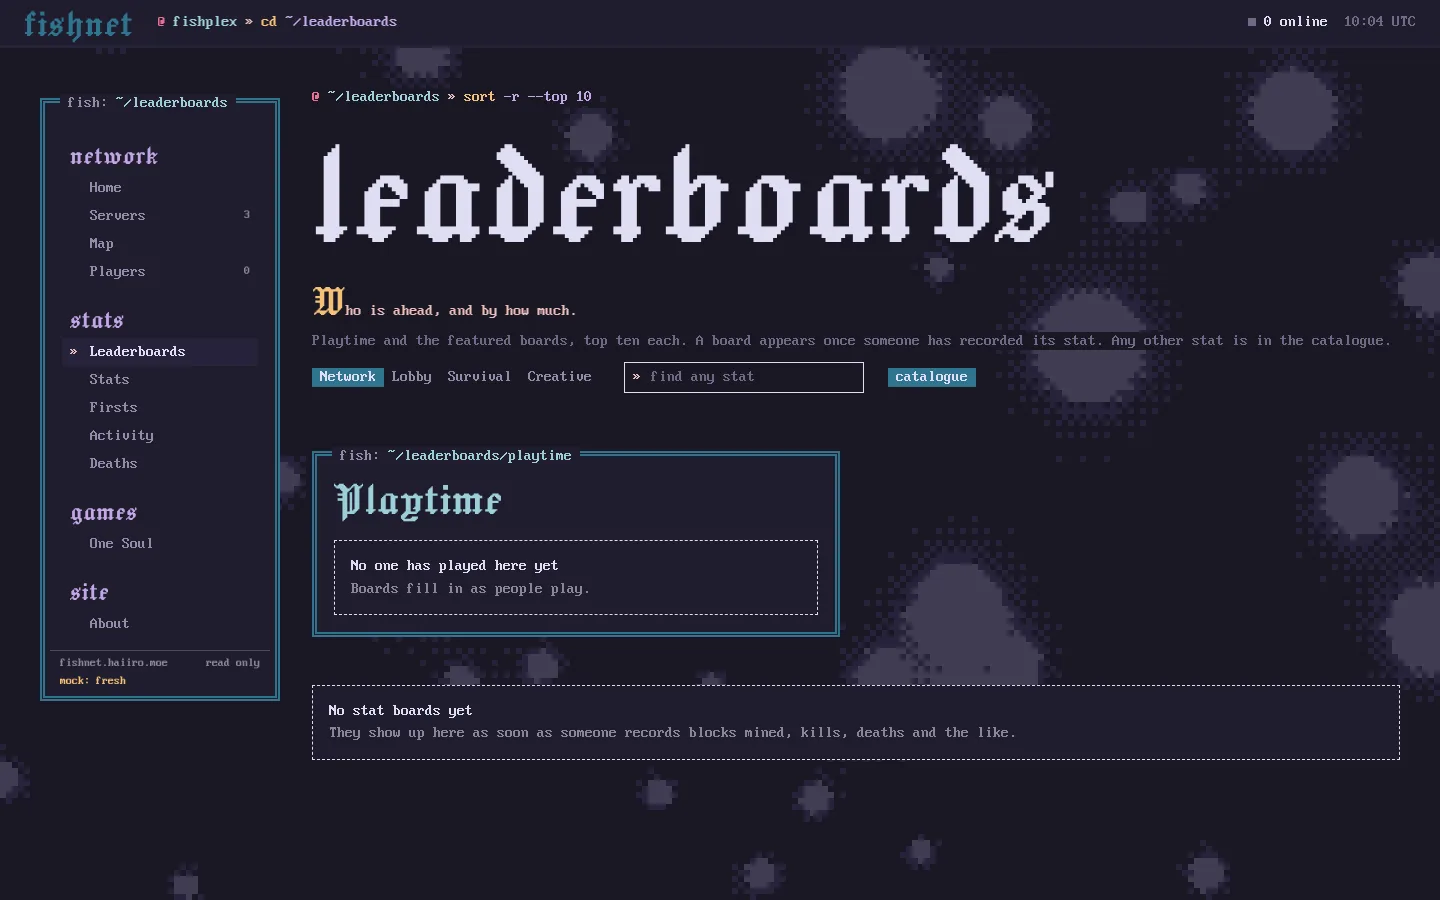 fishnet
@ fishplex » cd ~/leaderboards
0 online 10:04 UTC
fish: ~/leaderboards
network
Home
Servers 3
Map
Players 0
stats
» Leaderboards
Stats
Firsts
Activity
Deaths
games
One Soul
site
About
fishnet.haiiro.moe read only
mock: fresh
@ ~/leaderboards » sort -r --top 10
leaderboards
Who is ahead, and by how much.
Playtime and the featured boards, top ten each. A board appears once someone has recorded its stat. Any other stat is in the catalogue.
Network Lobby Survival Creative » find any stat catalogue
fish: ~/leaderboards/playtime
Playtime
No one has played here yet
Boards fill in as people play.
No stat boards yet
They show up here as soon as someone records blocks mined, kills, deaths and the like.